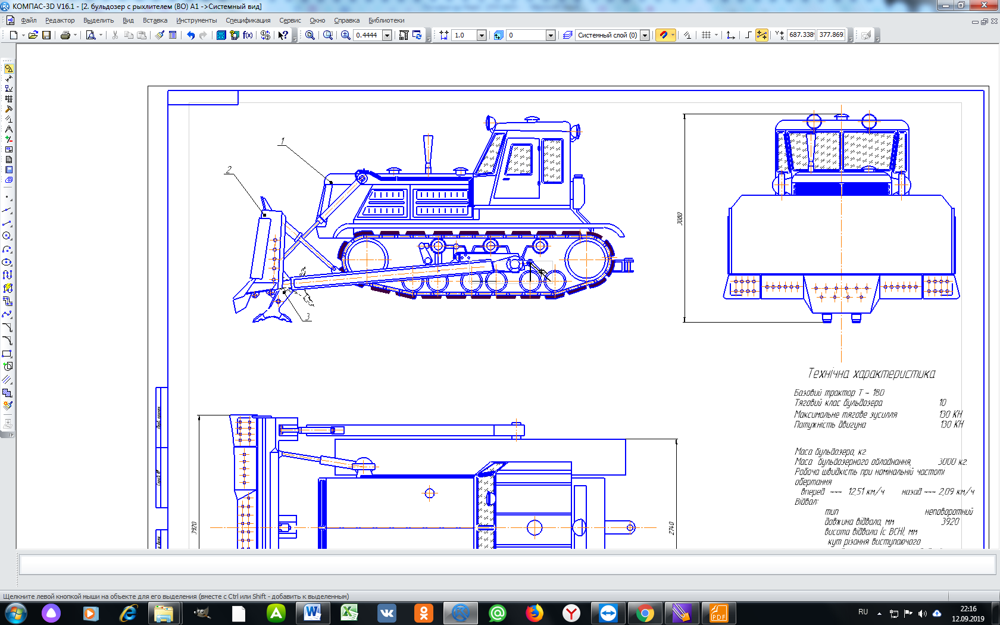 КОМПАС-3D V16.1 - [2. бульдозер с рыхлителем (ВО) А1 ->Системный вид]
Файл Редактор Выделить Вид Вставка Инструменты Спецификация Сервис Окно Справка Библиотеки
0.4444 1.0 0 Системный слой (0) 687.338 377.869
1
2
3
3080
3920
2740
Технічна характеристика
Базовий трактор Т - 180
Тяговий клас бульдозера 10
Максимальне тягове зусилля 130 КН
Потужність двигуна 130 КН
Маса бульдозера, кг
Маса бульдозерного обладнання, 3000 кг
Робоча швидкість при номінальній частоті
обертання
вперед --- 12,51 км/ч назад --- 2,09 км/ч
Відвал:
тип неповоротний
довжина відвала, мм 3920
висота відвала (с ВСН), мм
кут різання виступаючого
Щелкните левой кнопкой мыши на объекте для его выделения (вместе с Ctrl или Shift - добавить к выделенным)
RU
22:16
12.09.2019